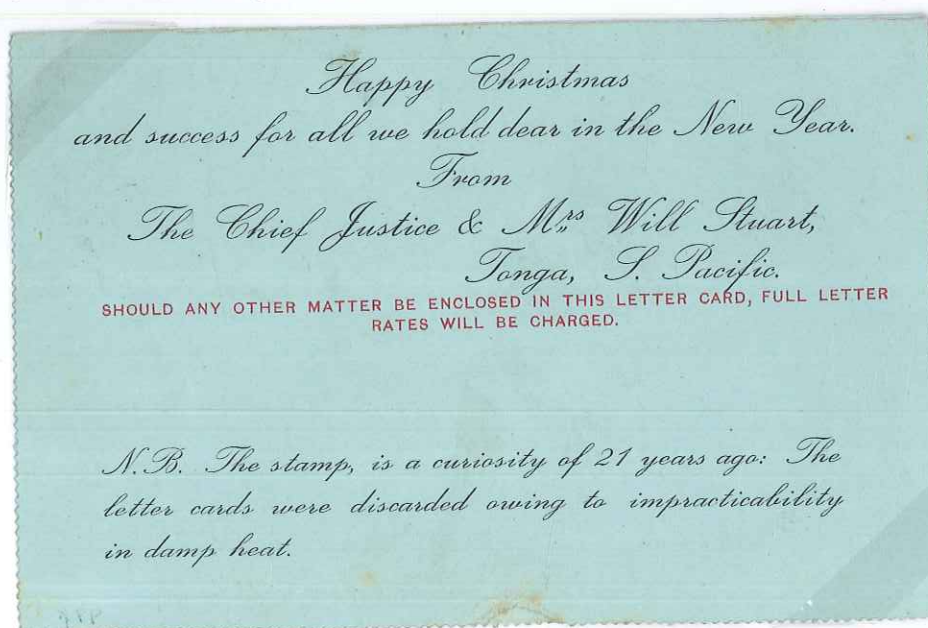 Happy Christmas
and success for all we hold dear in the New Year.
From
The Chief Justice & Mrs Will Stuart,
Tonga, S. Pacific.
SHOULD ANY OTHER MATTER BE ENCLOSED IN THIS LETTER CARD, FULL LETTER
RATES WILL BE CHARGED.
N.B. The stamp, is a curiosity of 21 years ago: The
letter cards were discarded owing to impracticability
in damp heat.